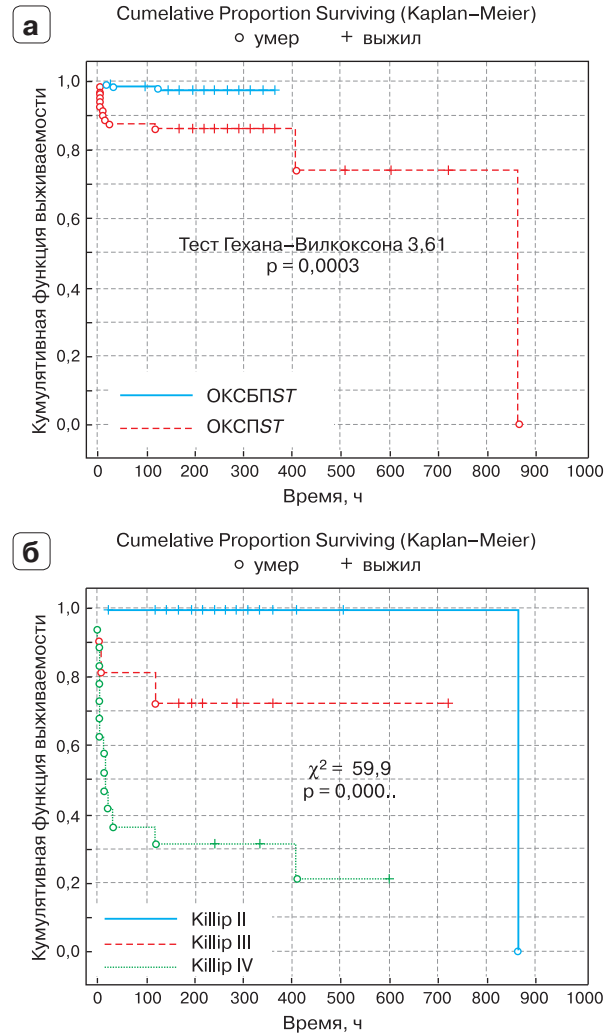 а
Cumelative Proportion Surviving (Kaplan–Meier)
умер выжил
Кумулятивная функция выживаемости
1,0
0,8
0,6
0,4
0,2
0,0
Тест Гехана–Вилкоксона 3,61
p = 0,0003
ОКСБПST
ОКСПST
0 100 200 300 400 500 600 700 800 900 1000
Время, ч
б
Cumelative Proportion Surviving (Kaplan–Meier)
умер выжил
Кумулятивная функция выживаемости
1,0
0,8
0,6
0,4
0,2
0,0
χ² = 59,9
p = 0,000..
Killip II
Killip III
Killip IV
0 100 200 300 400 500 600 700 800 900 1000
Время, ч